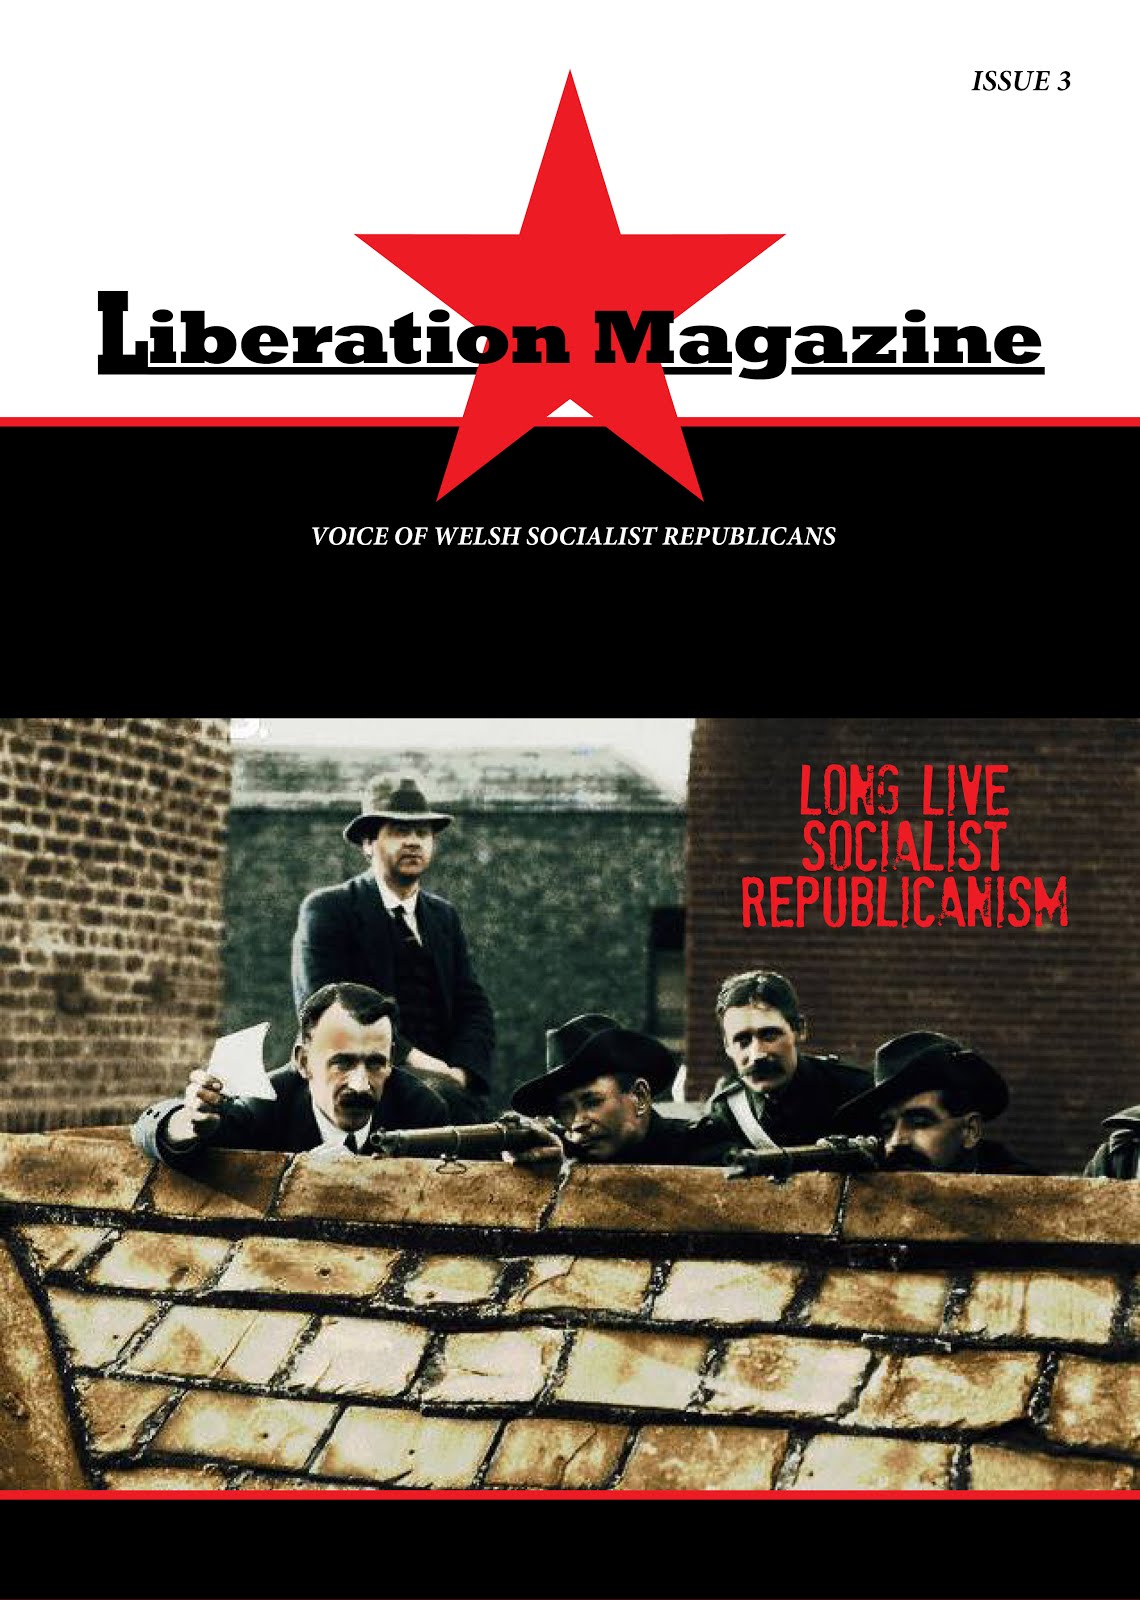 ISSUE 3
Liberation Magazine
VOICE OF WELSH SOCIALIST REPUBLICANS
LONG LIVE
SOCIALIST
REPUBLICANISM